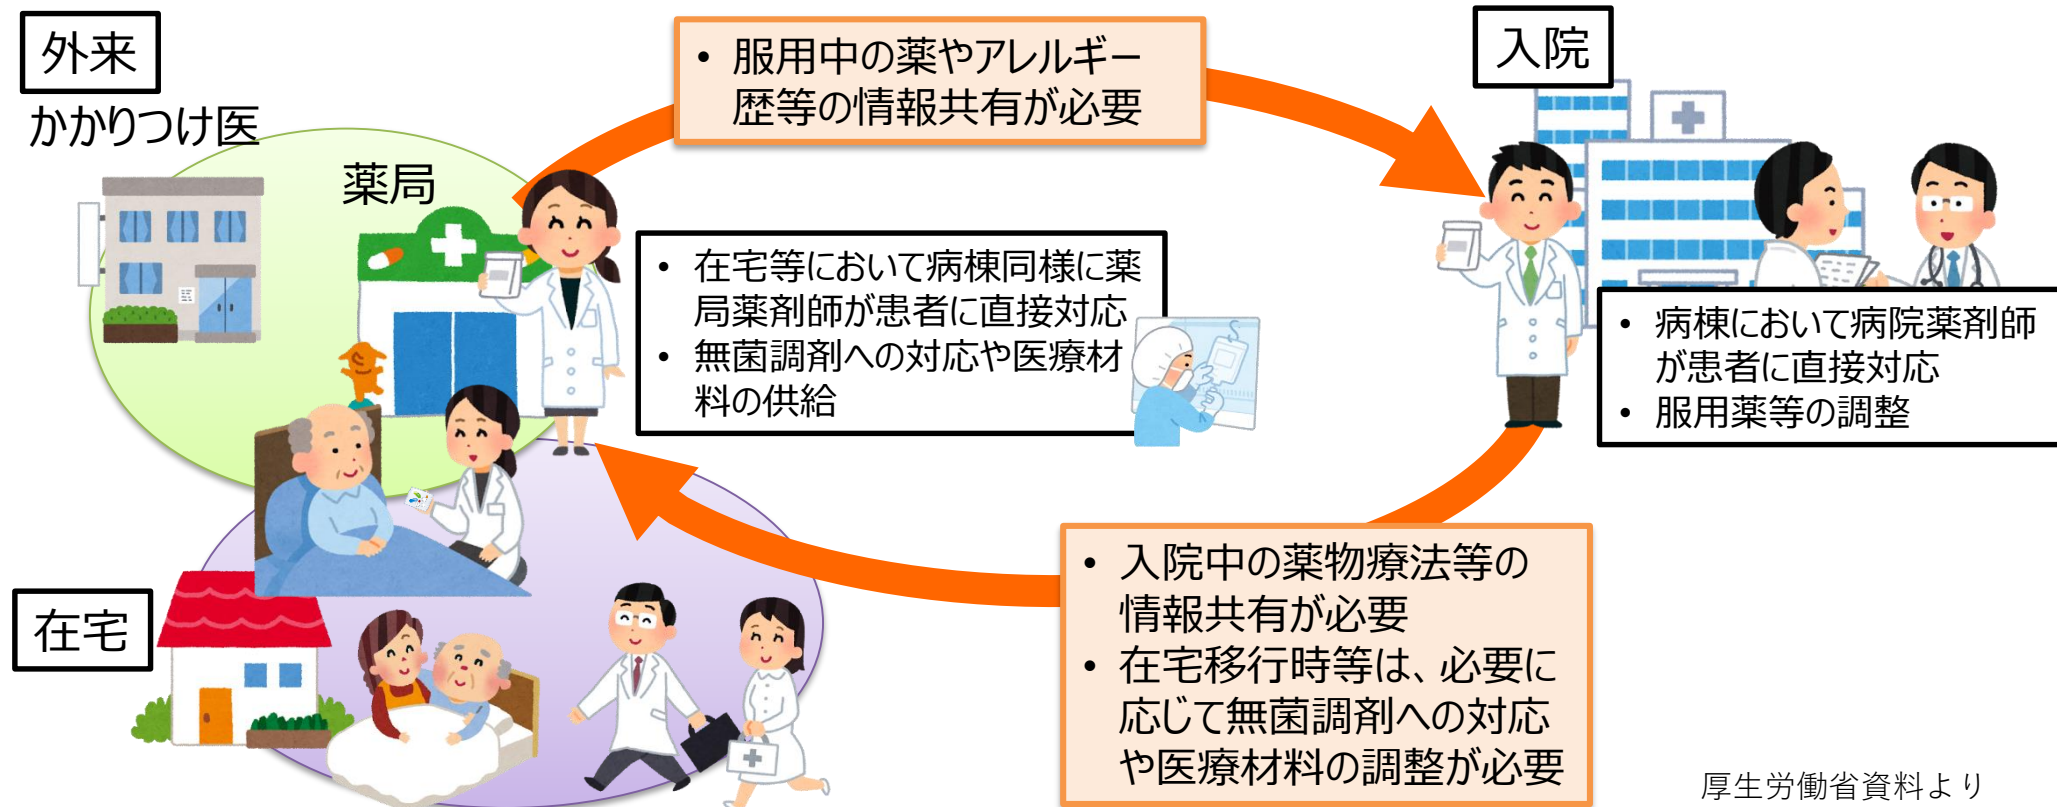 外来
かかりつけ医
薬局
• 服用中の薬やアレルギー
歴等の情報共有が必要
入院
• 在宅等において病棟同様に薬
局薬剤師が患者に直接対応
• 無菌調剤への対応や医療材
料の供給
• 病棟において病院薬剤師
が患者に直接対応
• 服用薬等の調整
在宅
• 入院中の薬物療法等の
情報共有が必要
• 在宅移行時等は、必要に
応じて無菌調剤への対応
や医療材料の調整が必要
厚生労働省資料より